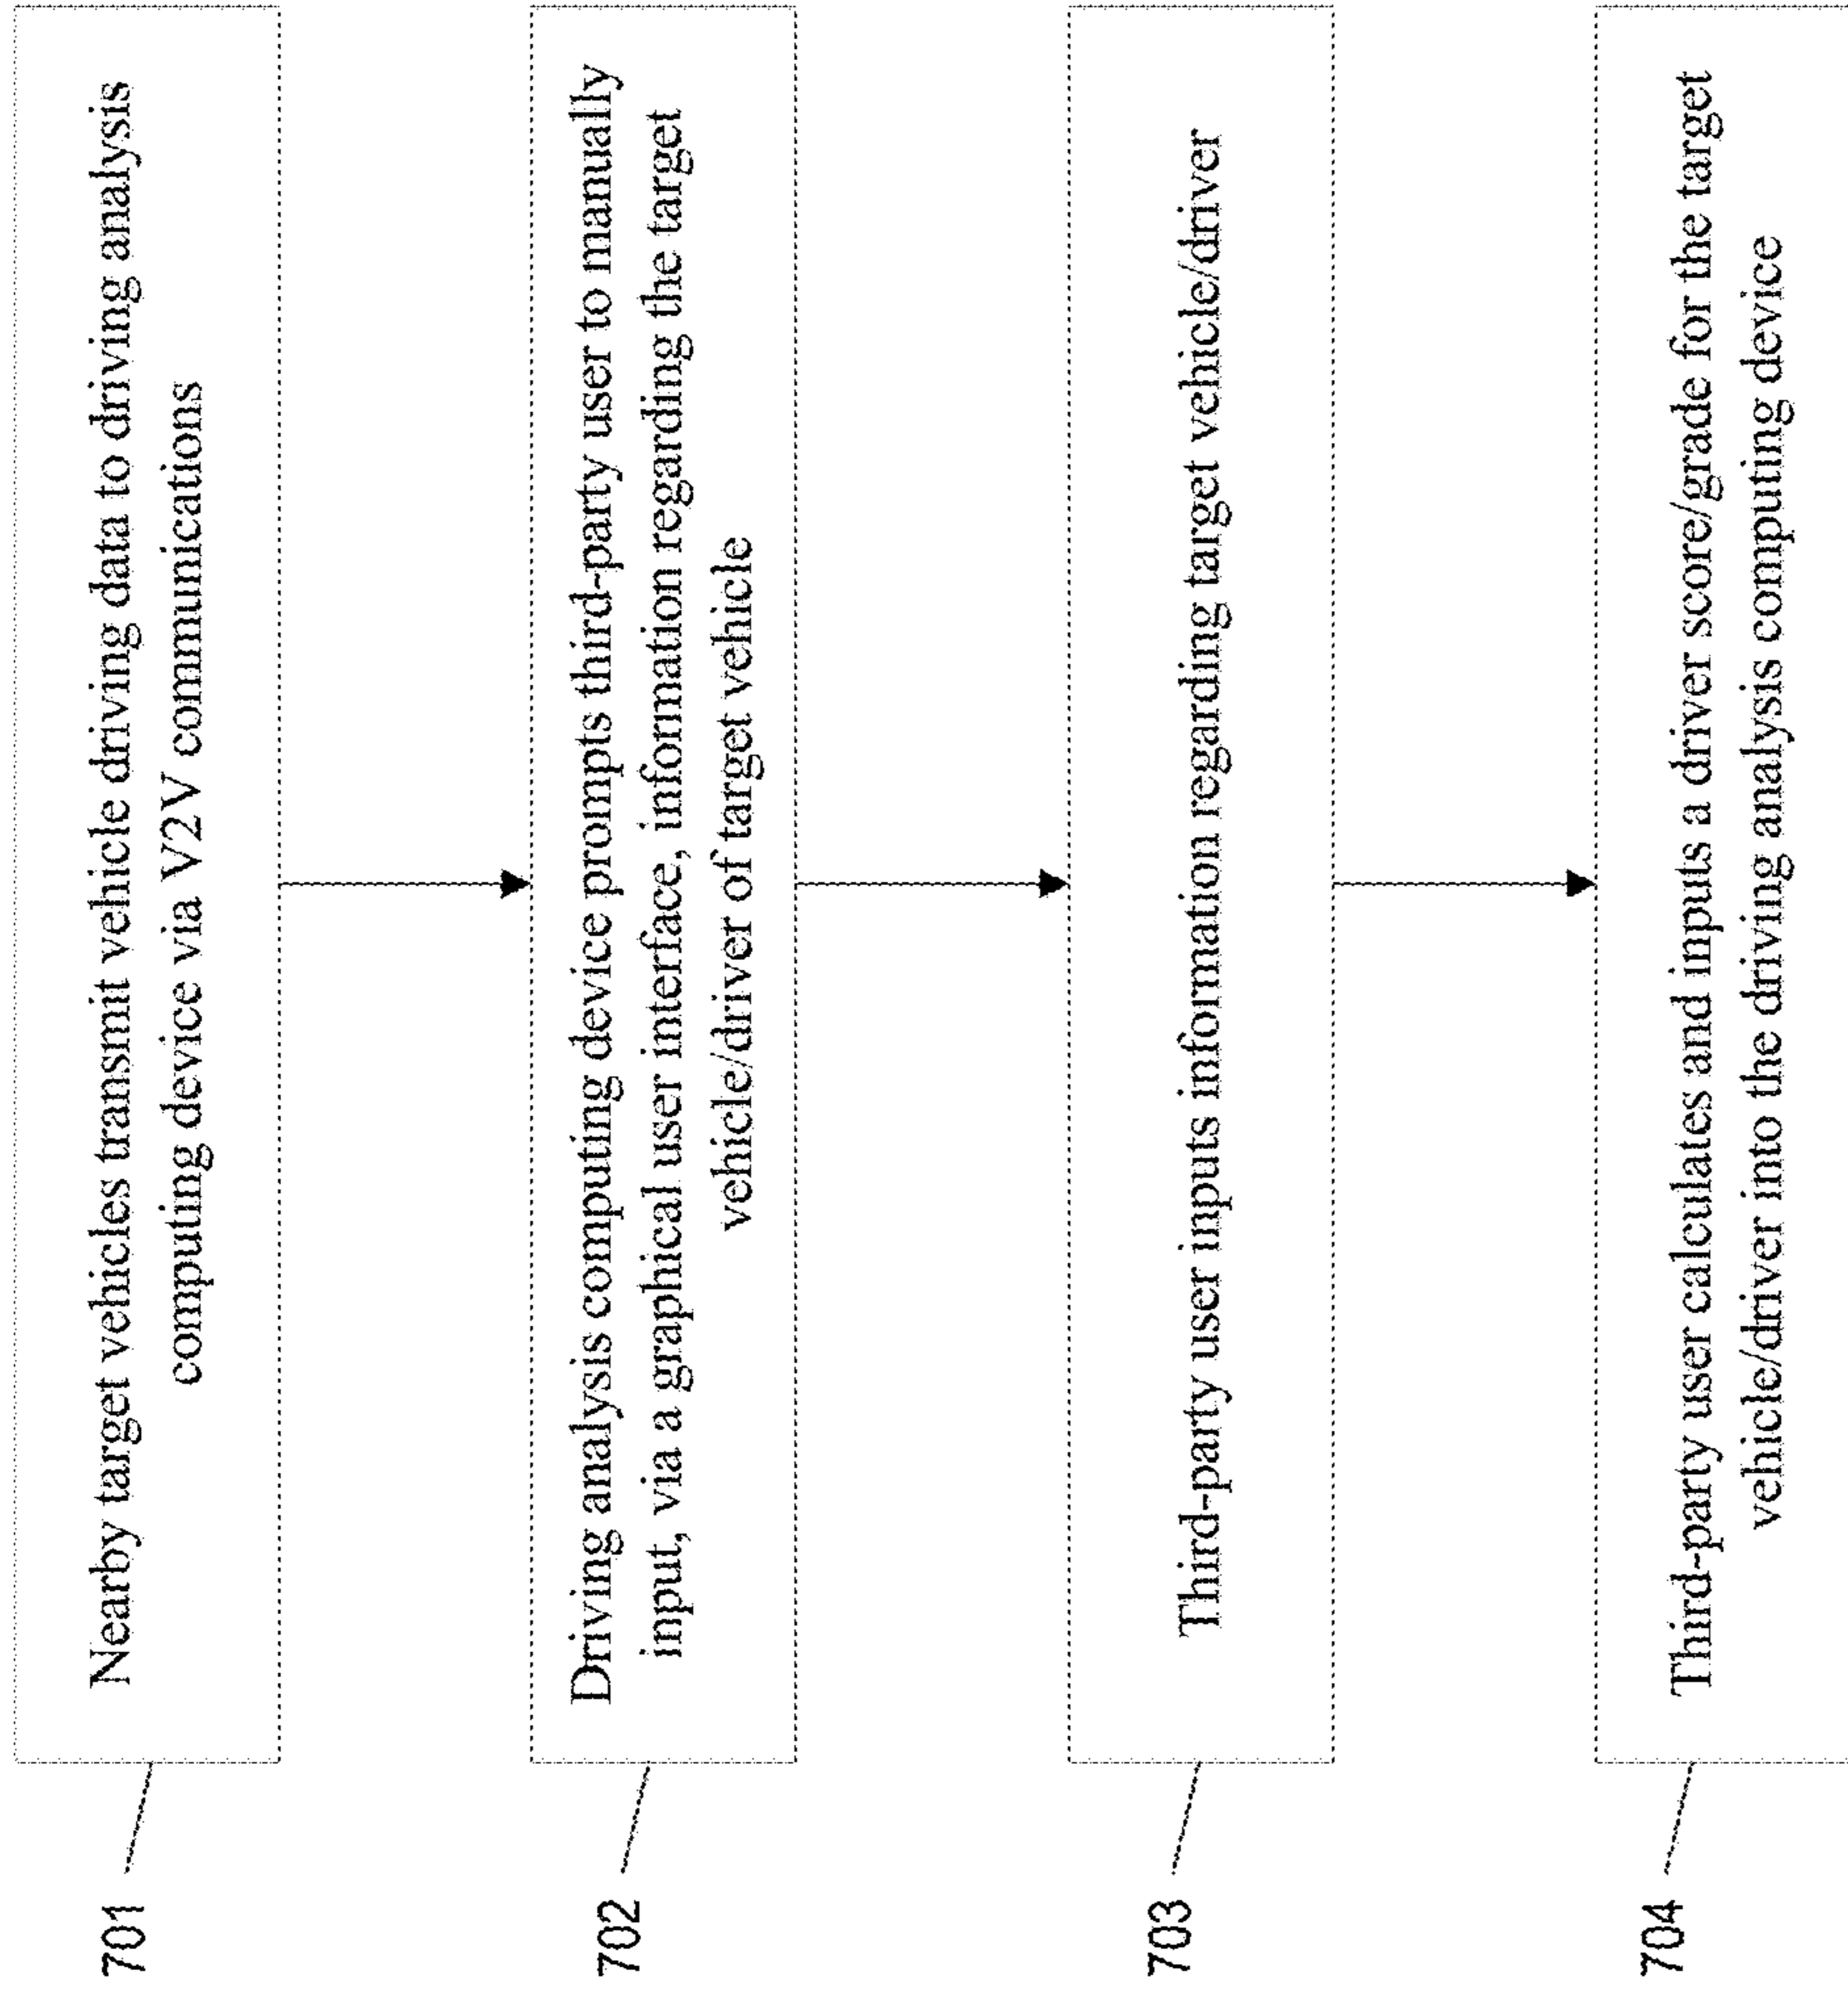 701
Nearby target vehicles transmit vehicle driving data to driving analysis
computing device via V2V communications
702
Driving analysis computing device prompts third-party user to manually
input, via a graphical user interface, information regarding the target
vehicle/driver of target vehicle
703
Third-party user inputs information regarding target vehicle/driver
704
Third-party user calculates and inputs a driver score/grade for the target
vehicle/driver into the driving analysis computing device